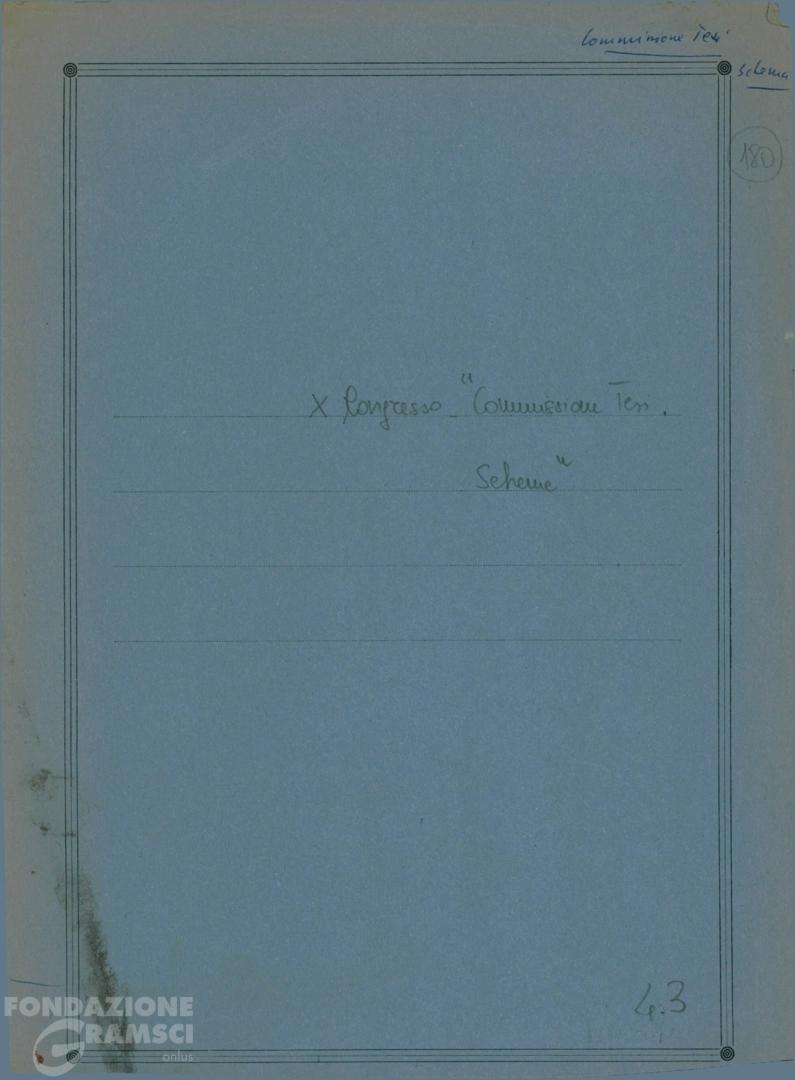 Commissione Tesi
Schema
180
X Congresso - "Commissione Tesi.
Schema"
4.3
FONDAZIONE
GRAMSCI
onlus